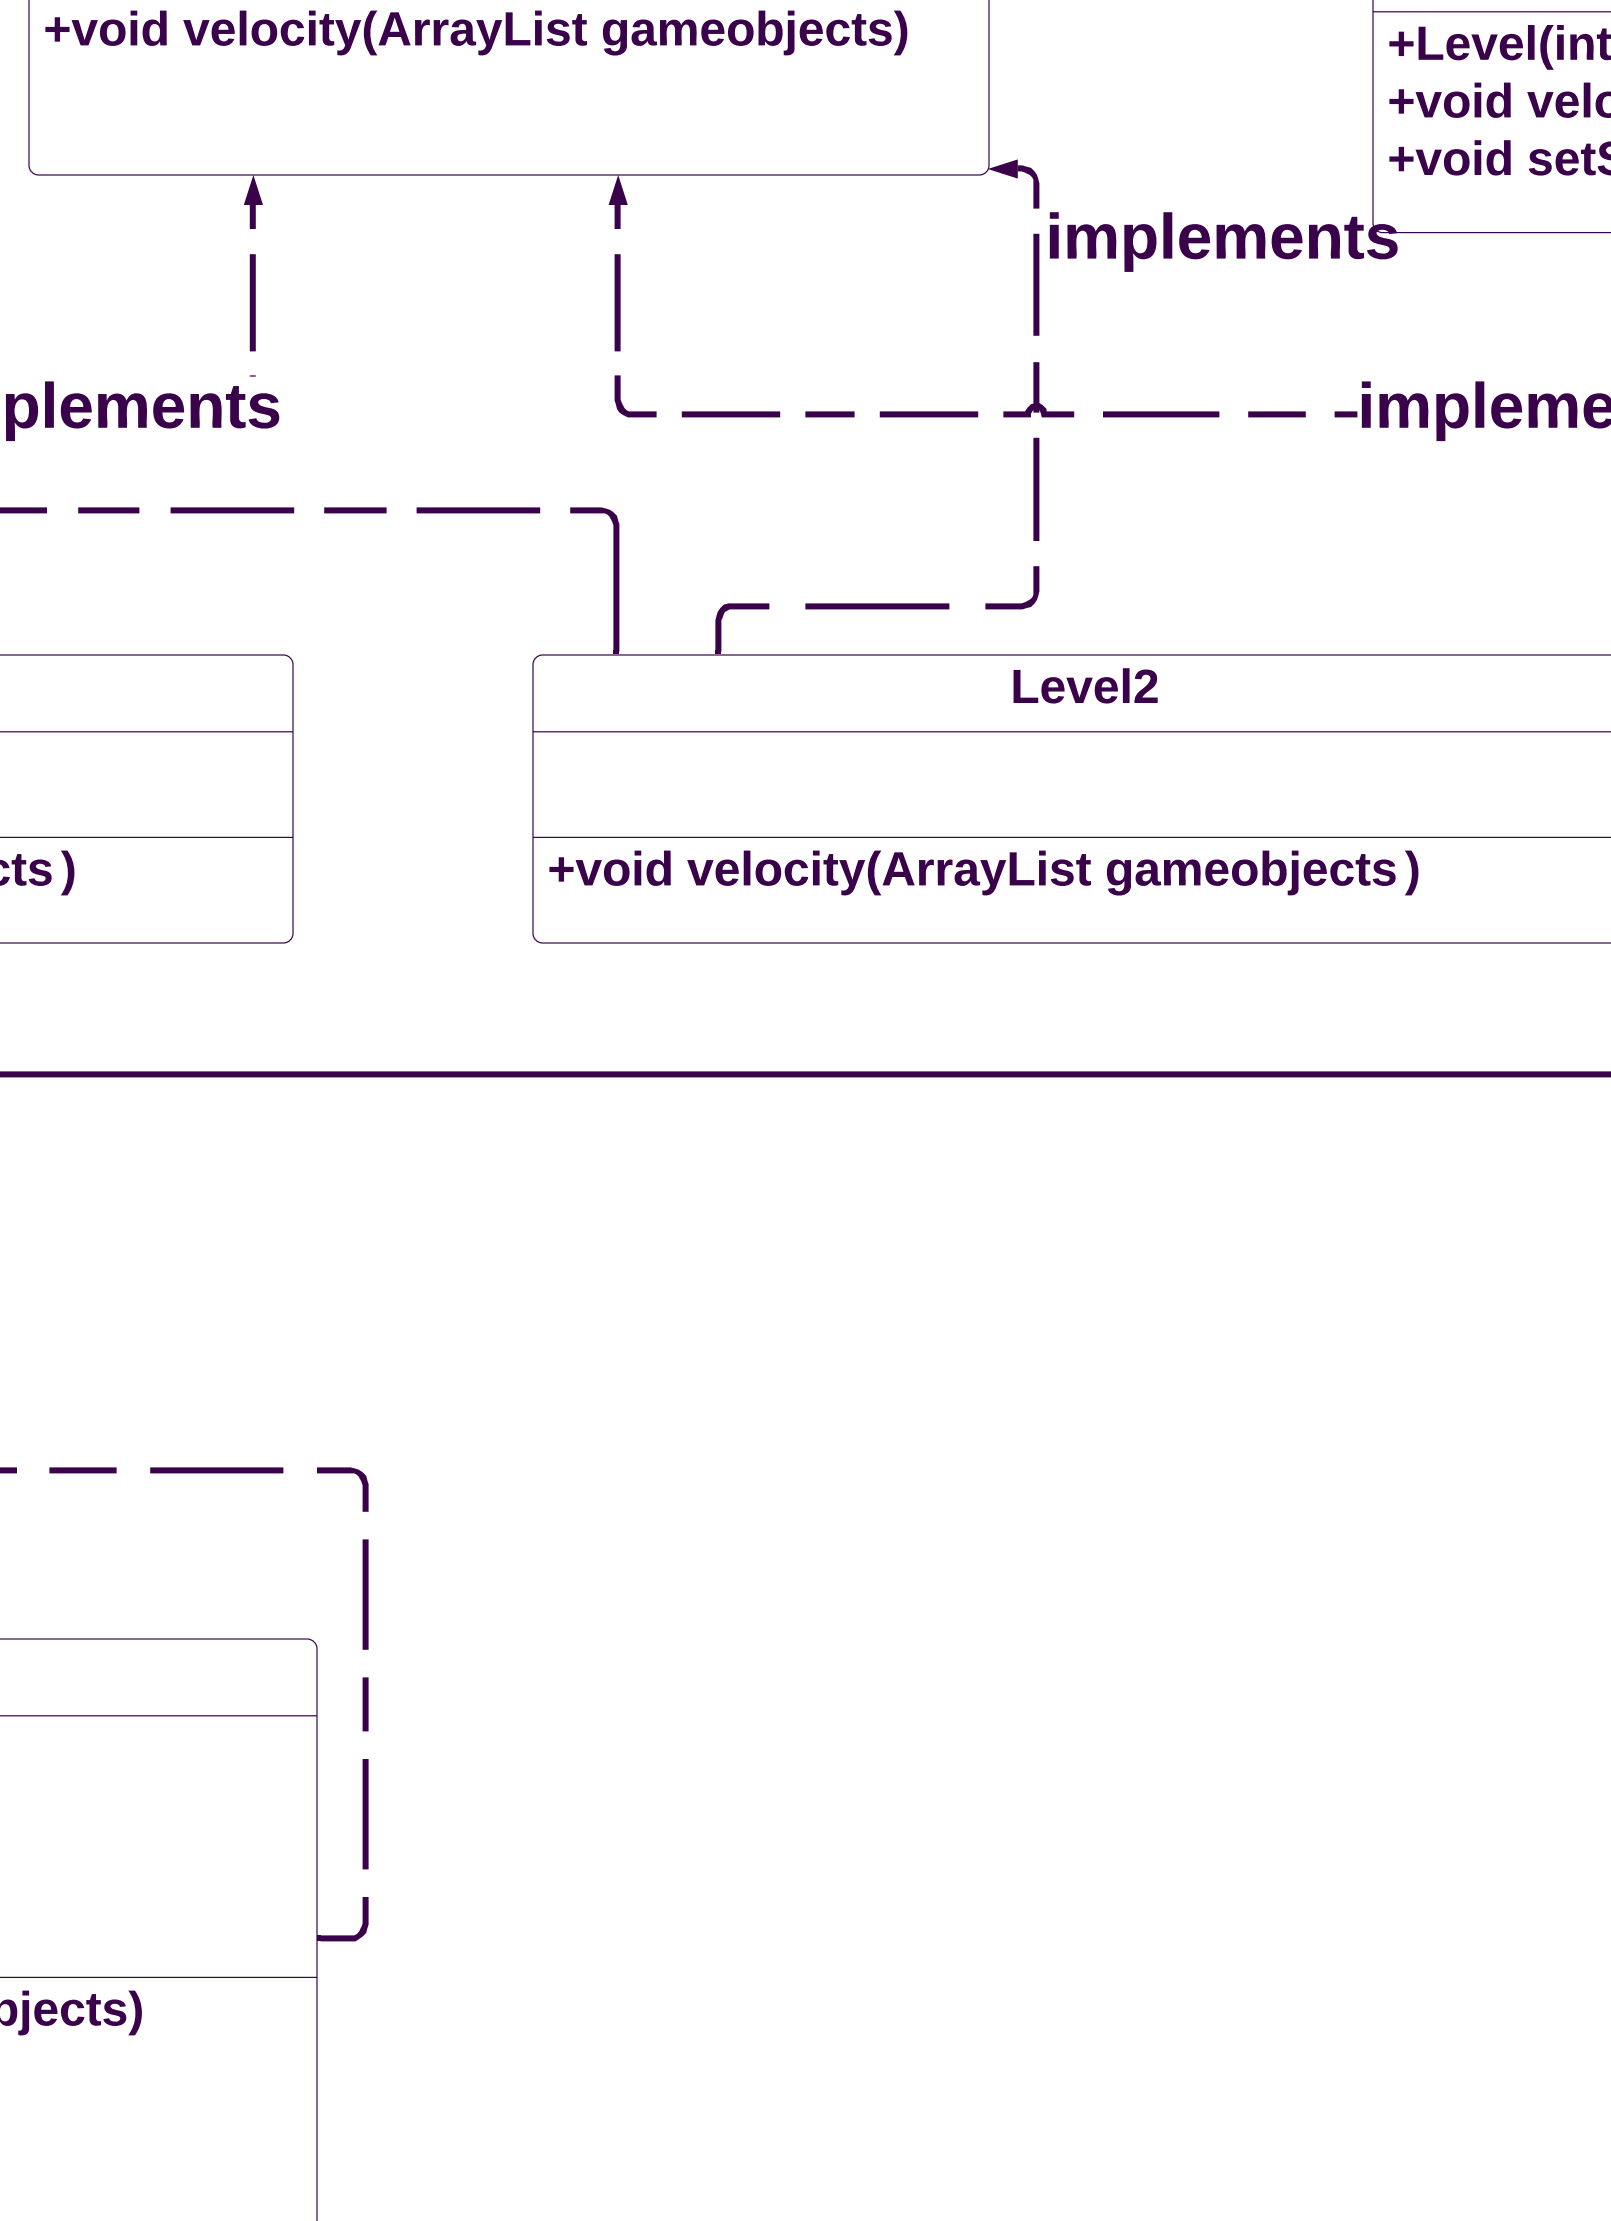 +void velocity(ArrayList gameobjects)
+Level(int
+void velo
+void setS
implements
plements
impleme
Level2
cts)
+void velocity(ArrayList gameobjects)
bjects)